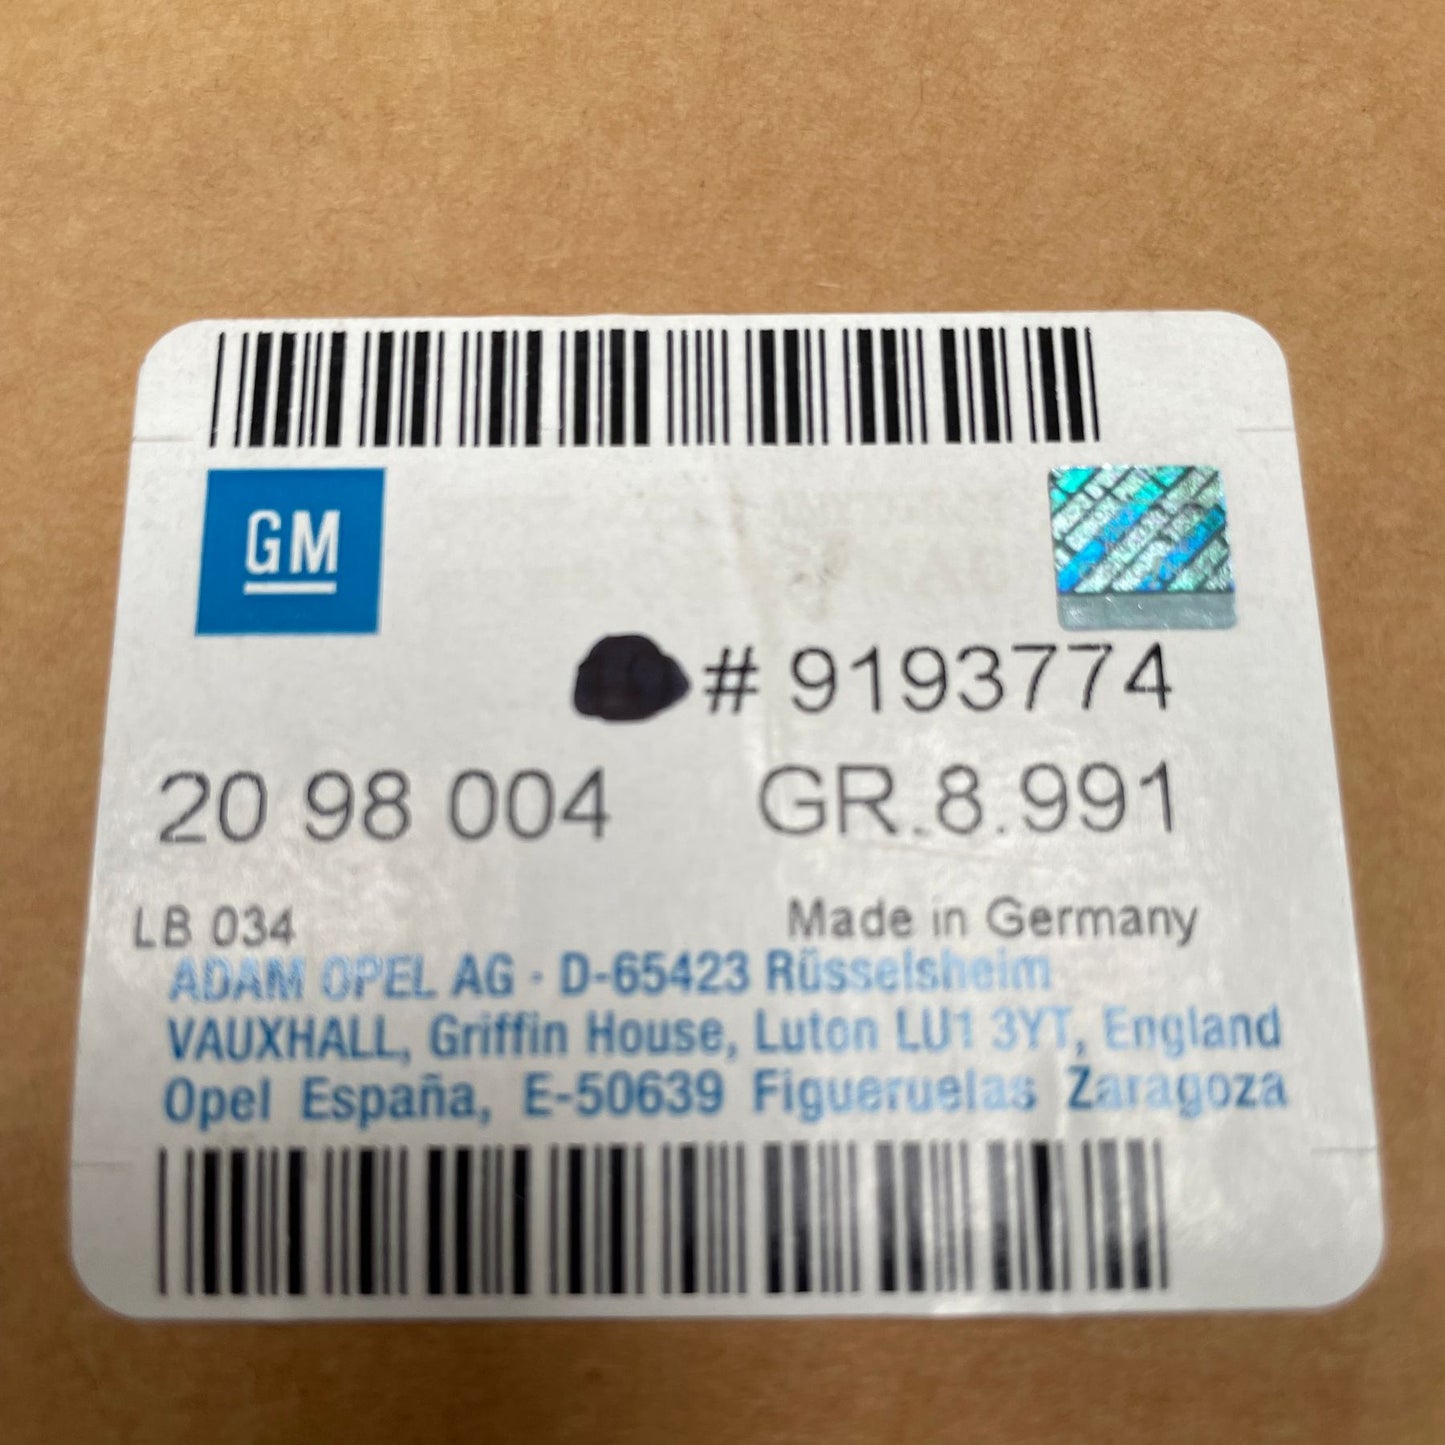 GM
# 9193774
20 98 004 GR.8.991
LB 034 Made in Germany
ADAM OPEL AG - D-65423 Rüsselsheim
VAUXHALL, Griffin House, Luton LU1 3YT, England
Opel España, E-50639 Figueruelas Zaragoza